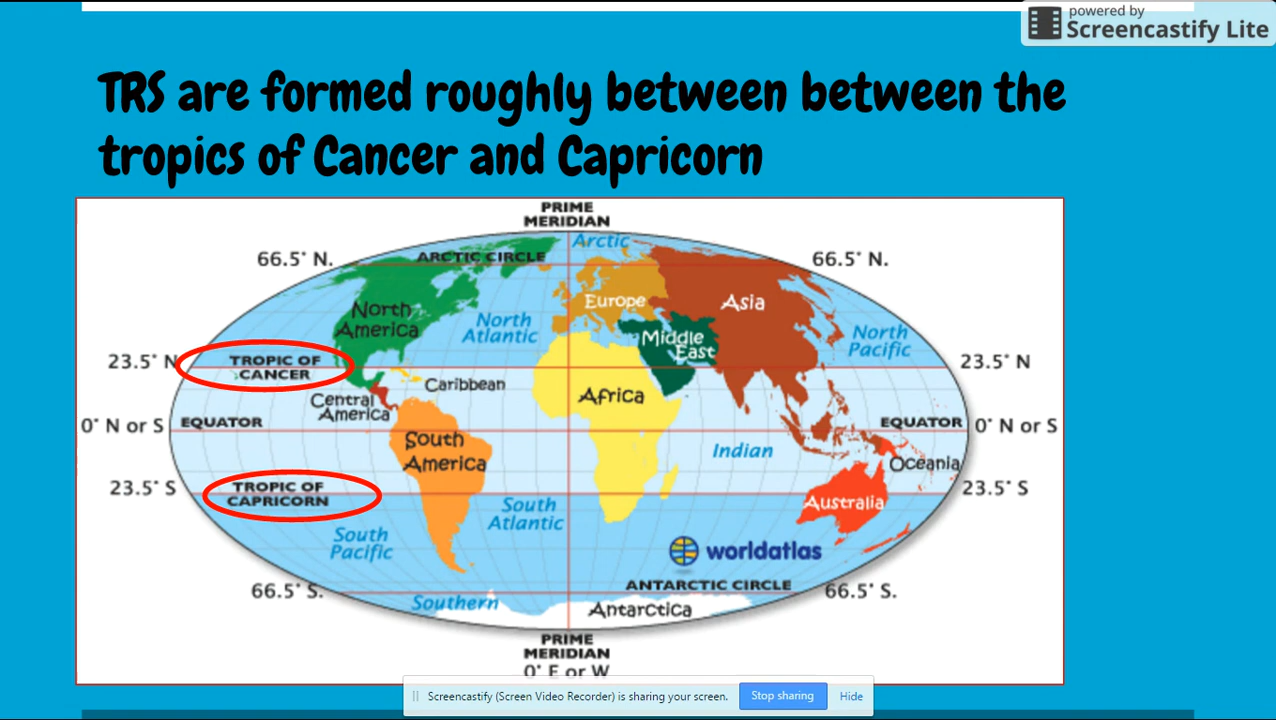 powered by
Screencastify Lite
TRS are formed roughly between between the
tropics of Cancer and Capricorn
PRIME
MERIDIAN
Arctic
66.5° N.
ARCTIC CIRCLE
66.5° N.
North
America
Europe
Asia
North
Atlantic
Middle
East
North
Pacific
23.5° N
TROPIC OF
CANCER
23.5° N
Caribbean
Central
America
Africa
0° N or S
EQUATOR
EQUATOR
0° N or S
South
America
Indian
Oceania
23.5° S
TROPIC OF
CAPRICORN
23.5° S
South
Atlantic
Australia
South
Pacific
worldatlas
66.5° S.
ANTARCTIC CIRCLE
66.5° S.
Southern
Antarctica
PRIME
MERIDIAN
0° E or W
Screencastify (Screen Video Recorder) is sharing your screen.
Stop sharing
Hide